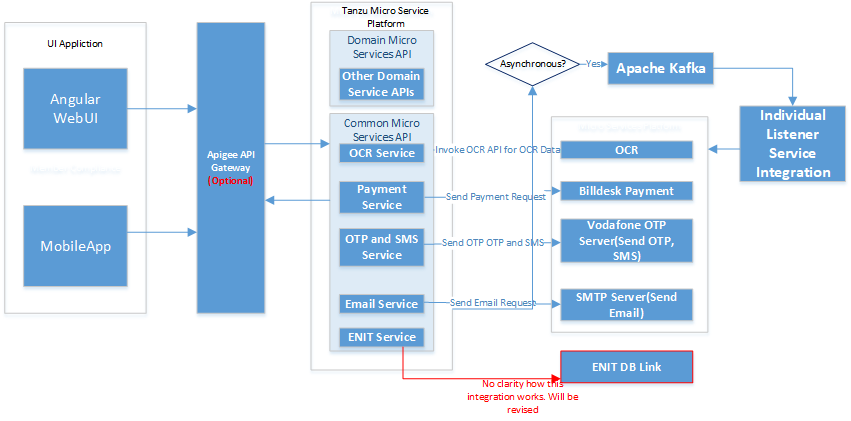 Tanzu Micro Service
Platform
UI Appliction
Angular
WebUI
MobileApp
Apigee API
Gateway
(Optional)
Domain Micro
Services API
Other Domain
Service APIs
Common Micro
Services API
OCR Service
Payment
Service
OTP and SMS
Service
Email Service
ENIT Service
Asynchronous?
Yes
Apache Kafka
Individual
Listener
Service
Integration
Invoke OCR API for OCR Data
Send Payment Request
Send OTP OTP and SMS
Send Email Request
OCR
Billdesk Payment
Vodafone OTP
Server(Send OTP,
SMS)
SMTP Server(Send
Email)
ENIT DB Link
No clarity how this
integration works. Will be
revised